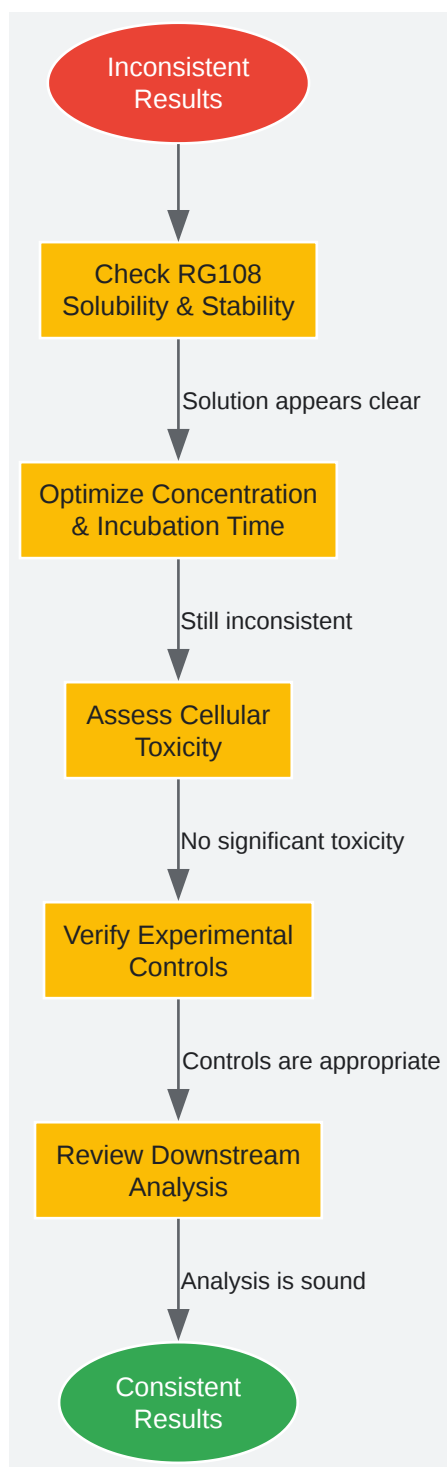 Inconsistent
Results
Check RG108
Solubility & Stability
Solution appears clear
Optimize Concentration
& Incubation Time
Still inconsistent
Assess Cellular
Toxicity
No significant toxicity
Verify Experimental
Controls
Controls are appropriate
Review Downstream
Analysis
Analysis is sound
Consistent
Results